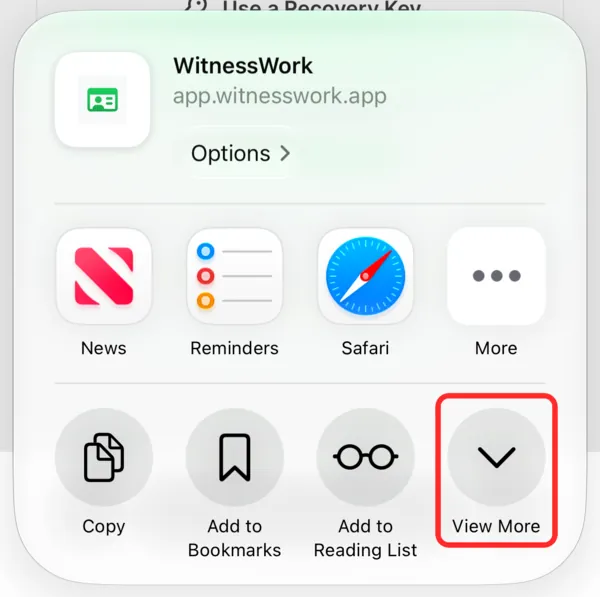 Use a Recovery Key
WitnessWork
app.witnesswork.app
Options
News
Reminders
Safari
More
Copy
Add to
Bookmarks
Add to
Reading List
View More